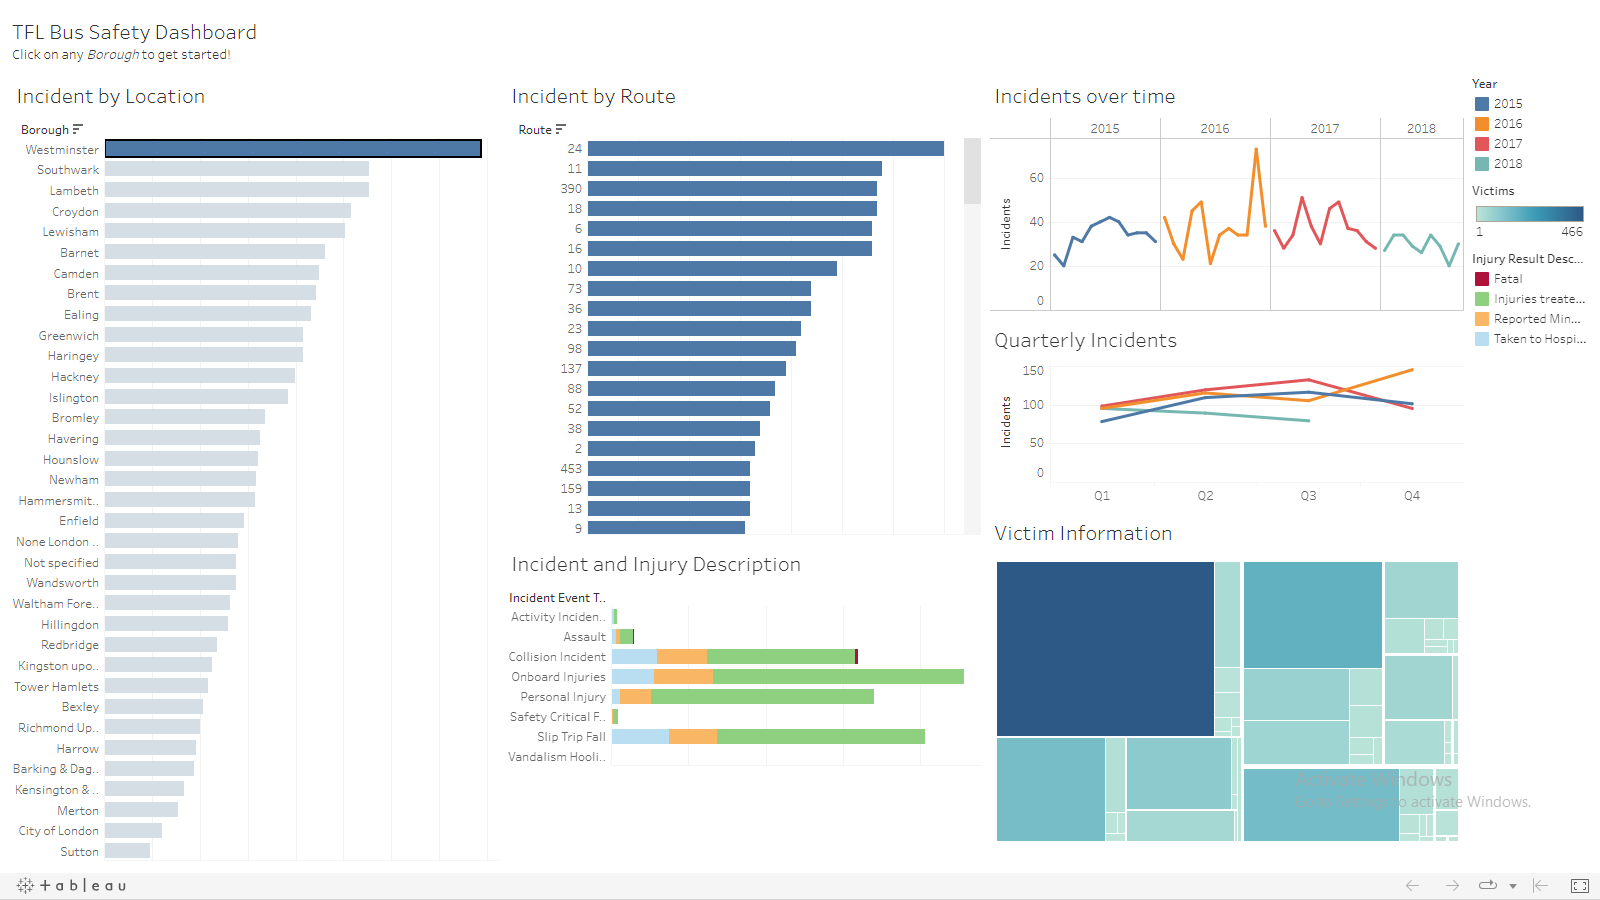 TFL Bus Safety Dashboard
Click on any Borough to get started!
Incident by Location
Borough
Westminster
Southwark
Lambeth
Croydon
Lewisham
Barnet
Camden
Brent
Ealing
Greenwich
Haringey
Hackney
Islington
Bromley
Havering
Hounslow
Newham
Hammersmit..
Enfield
None London ..
Not specified
Wandsworth
Waltham Fore..
Hillingdon
Redbridge
Kingston upo..
Tower Hamlets
Bexley
Richmond Up..
Harrow
Barking & Dag..
Kensington & ..
Merton
City of London
Sutton
Incident by Route
Route
24
11
390
18
6
16
10
73
36
23
98
137
88
52
38
2
453
159
13
9
Incident and Injury Description
Incident Event T..
Activity Inciden..
Assault
Collision Incident
Onboard Injuries
Personal Injury
Safety Critical F..
Slip Trip Fall
Vandalism Hooli..
Incidents over time
2015 2016 2017 2018
Incidents
60
40
20
0
Quarterly Incidents
Incidents
150
100
50
0
Q1 Q2 Q3 Q4
Victim Information
Year
2015
2016
2017
2018
Victims
1 466
Injury Result Desc...
Fatal
Injuries treate...
Reported Min...
Taken to Hospi...
Activate Windows
to activate Windows.
+ a b l e a u